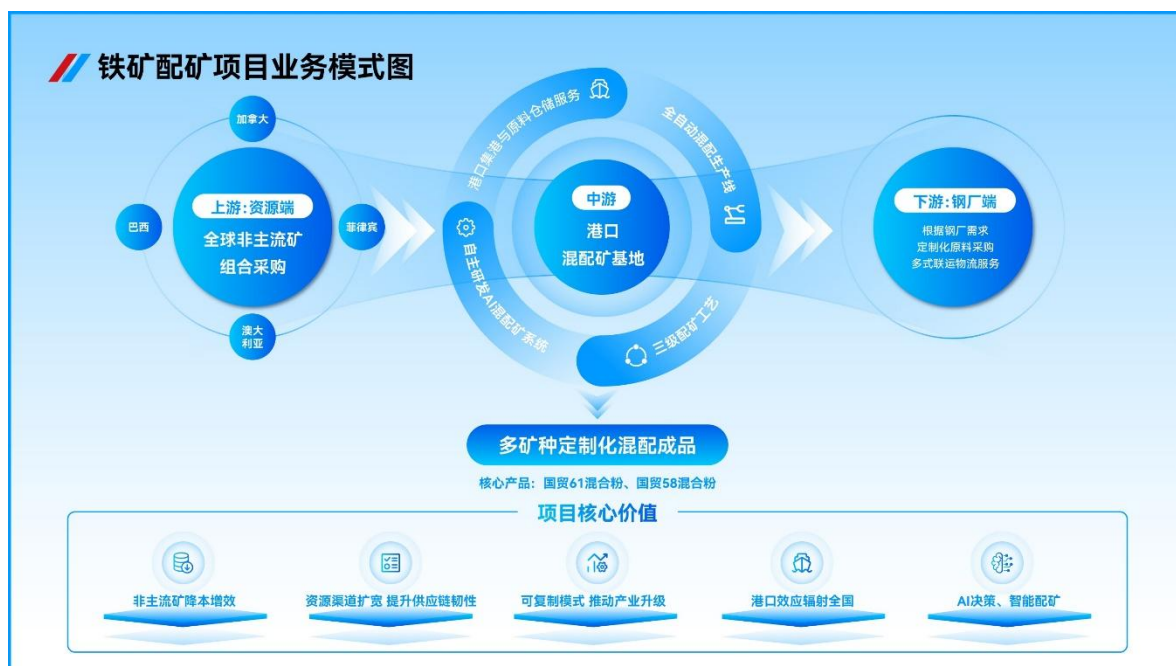 铁矿配矿项目业务模式图
加拿大
巴西
菲律宾
澳大
利亚
上游:资源端
全球非主流矿
组合采购
港口集港与原料仓储服务
全自动混配生产线
自主研发AI混配矿系统
三级配矿工艺
中游
港口
混配矿基地
下游:钢厂端
根据钢厂需求
定制化原料采购
多式联运物流服务
多矿种定制化混配成品
核心产品：国贸61混合粉、国贸58混合粉
项目核心价值
非主流矿降本增效
资源渠道扩宽 提升供应链韧性
可复制模式 推动产业升级
港口效应辐射全国
AI决策、智能配矿